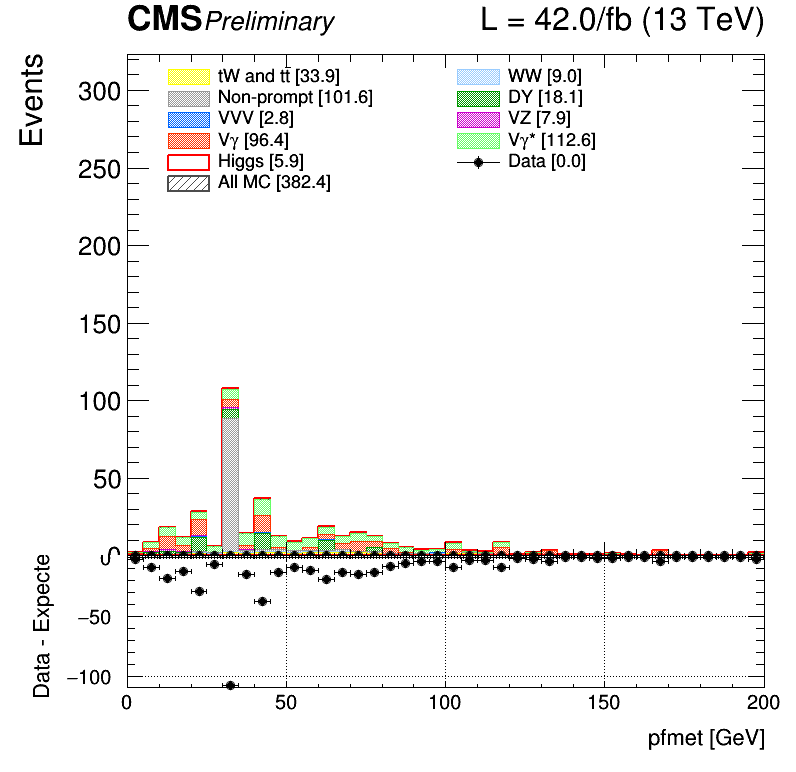 CMS Preliminary L = 42.0/fb (13 TeV)
Events
300
250
200
150
100
50
0
tW and tt̄ [33.9]
Non-prompt [101.6]
VVV [2.8]
Vγ [96.4]
Higgs [5.9]
All MC [382.4]
WW [9.0]
DY [18.1]
VZ [7.9]
Vγ* [112.6]
Data [0.0]
Data - Expecte
0
−50
−100
0 50 100 150 200
pfmet [GeV]